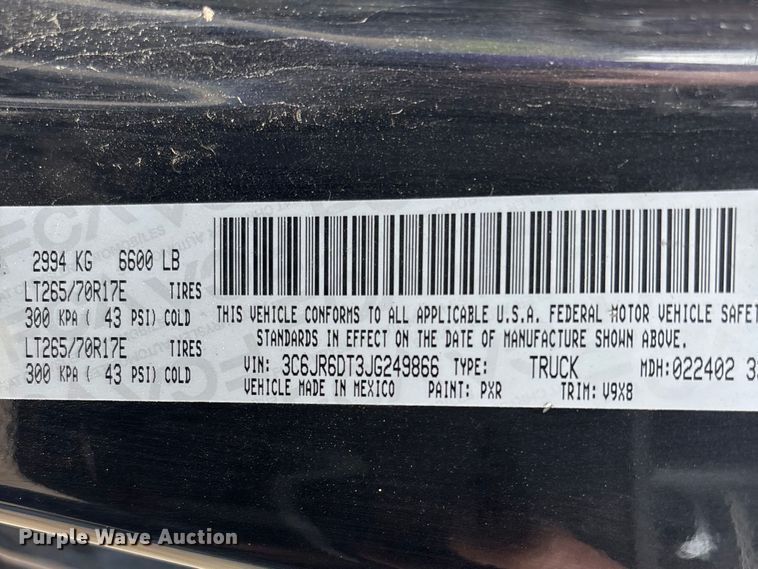 2994 KG 6600 LB
LT265/70R17E TIRES
300 KPA ( 43 PSI) COLD
LT265/70R17E TIRES
300 KPA ( 43 PSI) COLD
THIS VEHICLE CONFORMS TO ALL APPLICABLE U.S.A. FEDERAL MOTOR VEHICLE SAFET
STANDARDS IN EFFECT ON THE DATE OF MANUFACTURE SHOWN ABOVE.
VIN: 3C6JR6DT3JG249866 TYPE: TRUCK MDH:022402
VEHICLE MADE IN MEXICO PAINT: PXR TRIM: V9X8
Purple Wave Auction